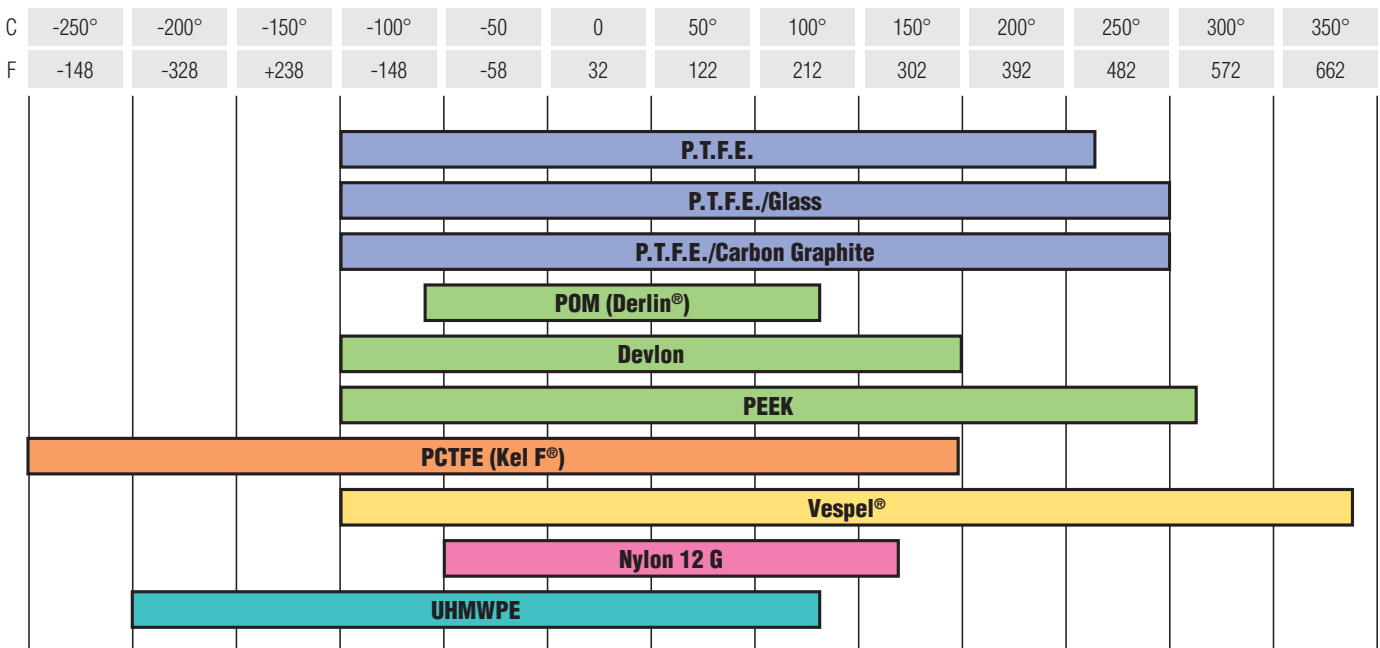 C -250° -200° -150° -100° -50 0 50° 100° 150° 200° 250° 300° 350°
F -148 -328 +238 -148 -58 32 122 212 302 392 482 572 662
P.T.F.E.
P.T.F.E./Glass
P.T.F.E./Carbon Graphite
POM (Derlin®)
Devlon
PEEK
PCTFE (Kel F®)
Vespel®
Nylon 12 G
UHMWPE